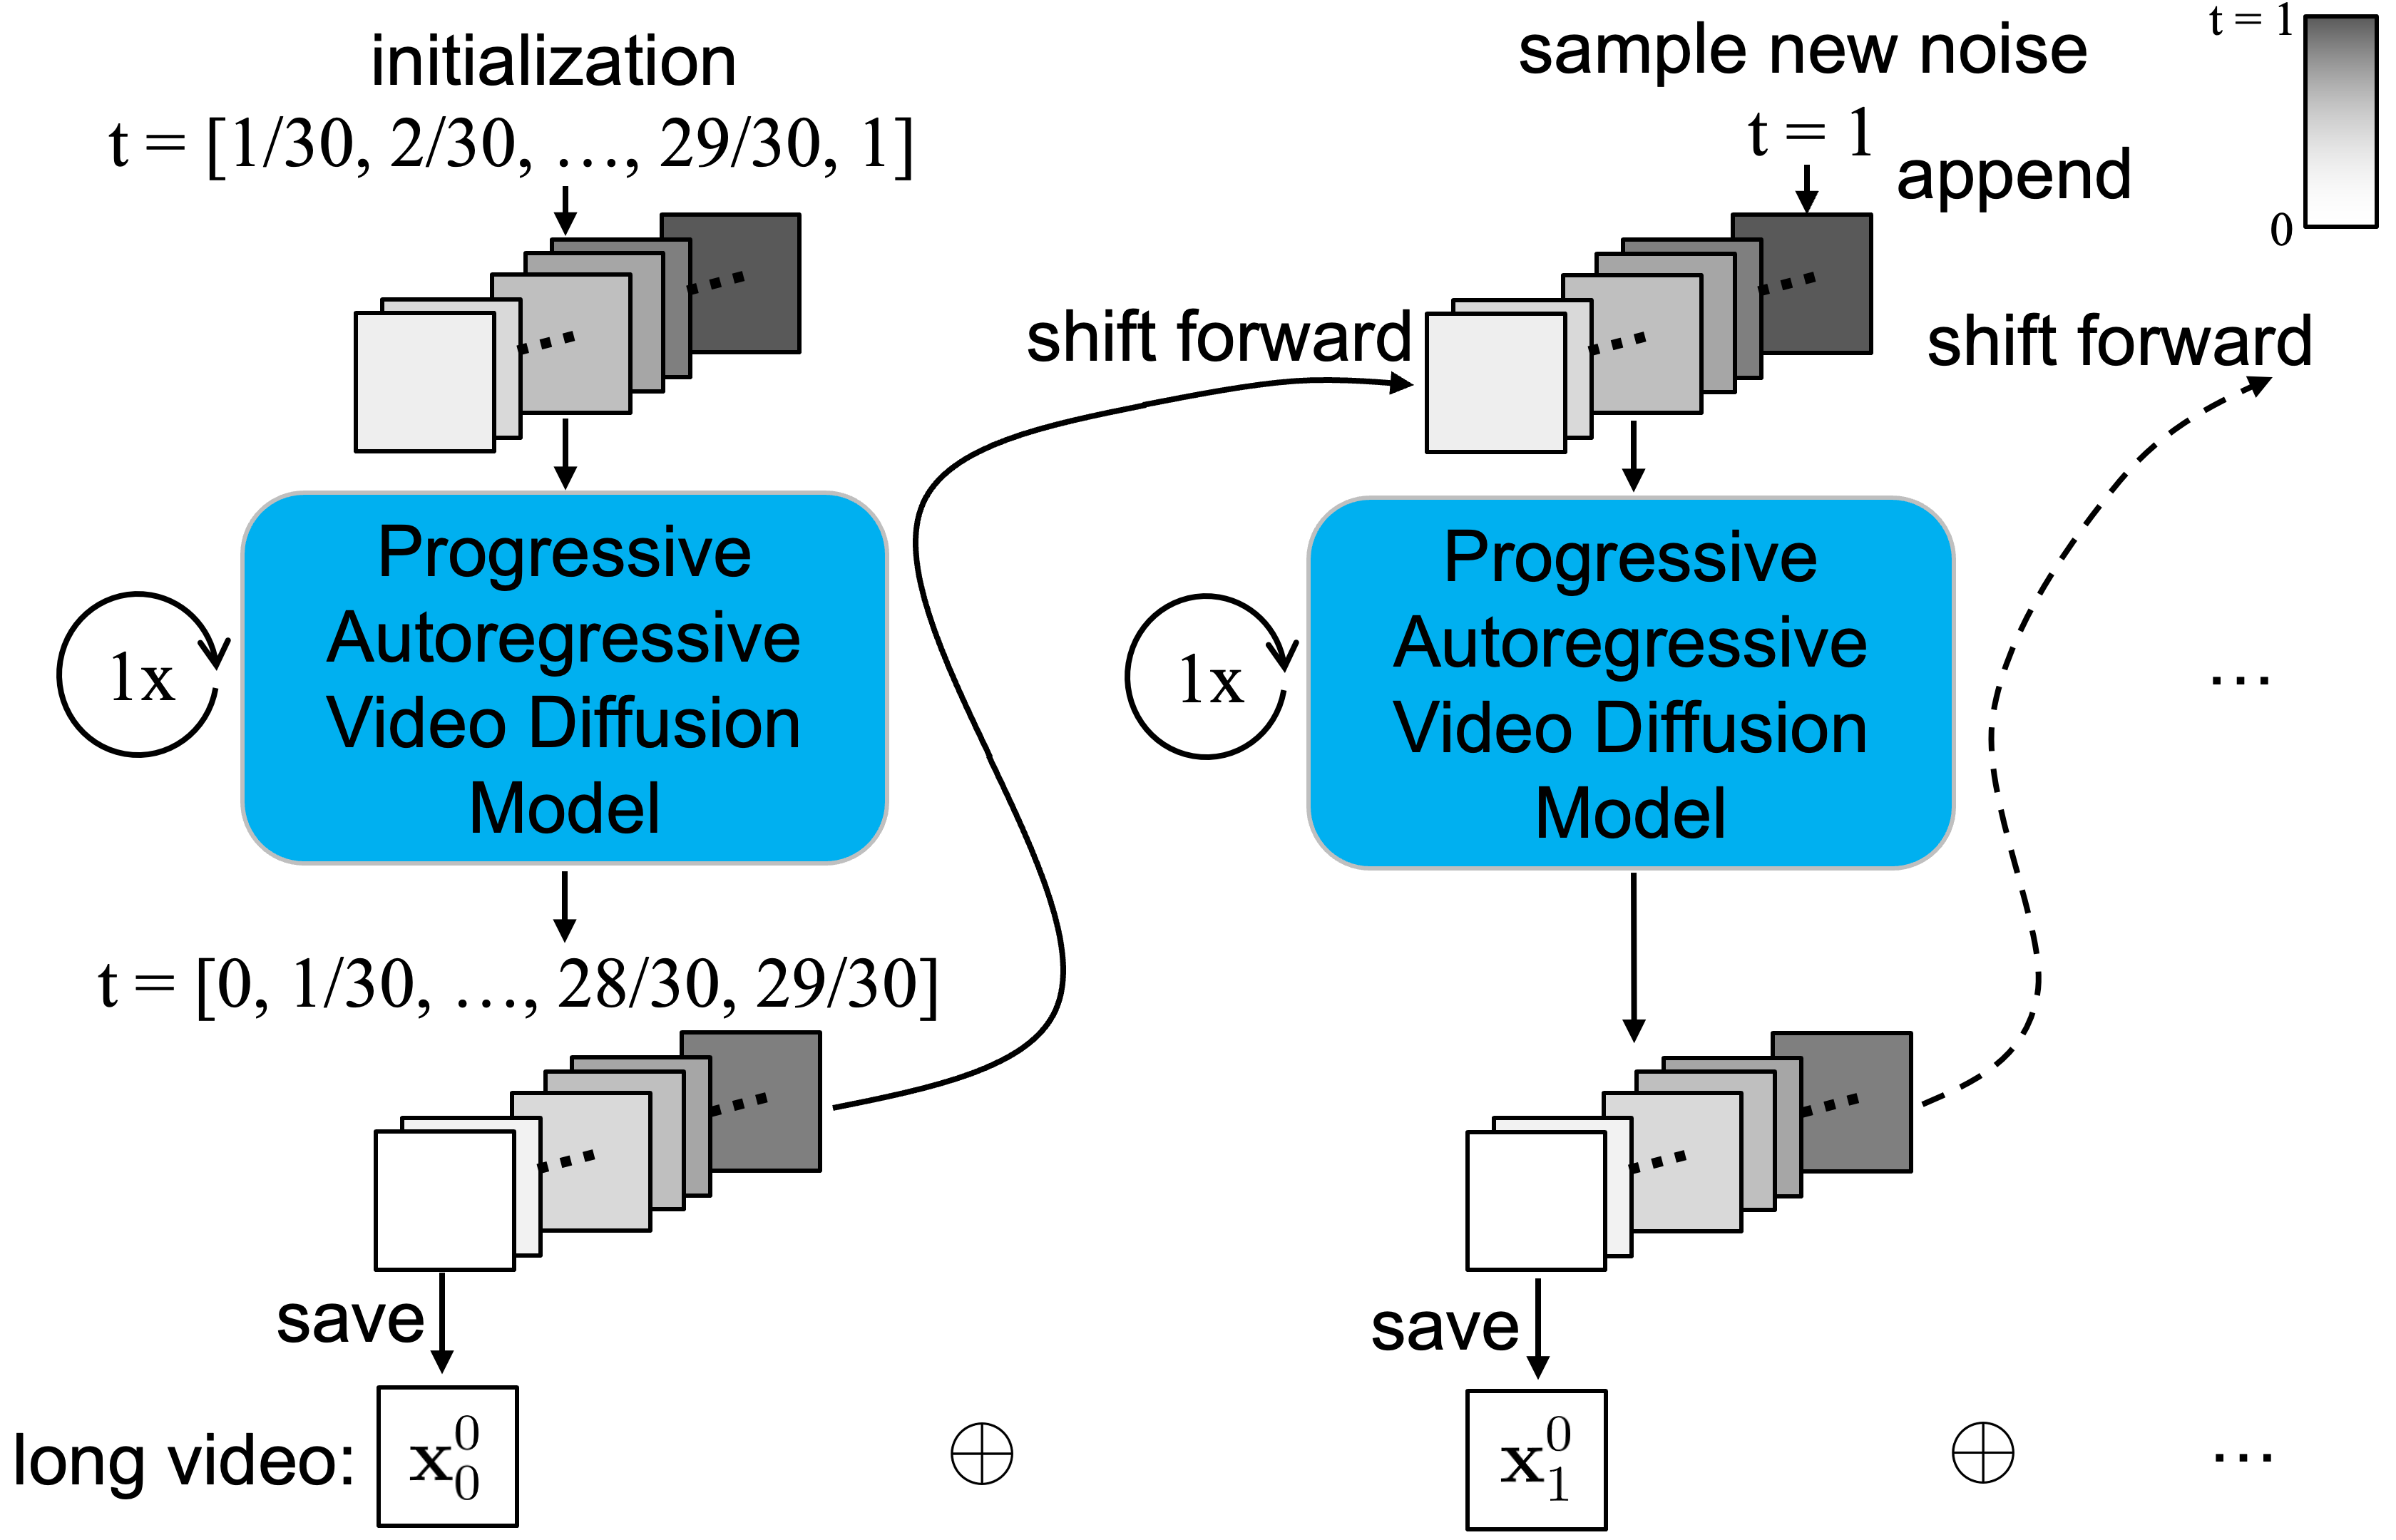 initialization
t = [1/30, 2/30, …, 29/30, 1]
sample new noise
t = 1
append
t = 1
0
shift forward
shift forward
Progressive
Autoregressive
Video Diffusion
Model
1x
Progressive
Autoregressive
Video Diffusion
Model
1x
…
t = [0, 1/30, …, 28/30, 29/30]
save
save
long video: x_0^0 ⊕ x_1^0 ⊕ …